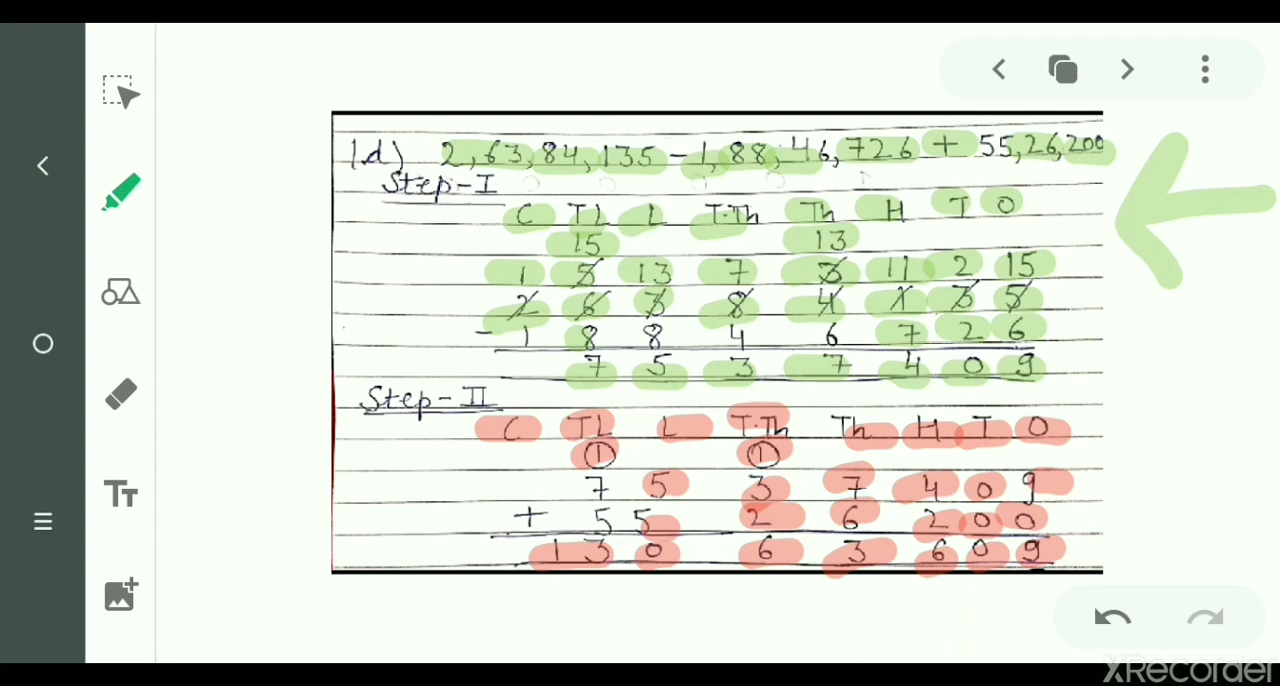 1.d) 2,63,84,135 - 1,88,46,726 + 55,26,200
Step-I
C TL L T.Th Th H T O
15 13
1 5 13 7 3 11 2 15
2 6 3 8 4 1 3 5
- 1 8 8 4 6 7 2 6
7 5 3 7 4 0 9
Step-II
C TL L T.Th Th H T O
1 1
7 5 3 7 4 0 9
+ 5 5 2 6 2 0 0
1 3 0 6 3 6 0 9
TT
XRecorder